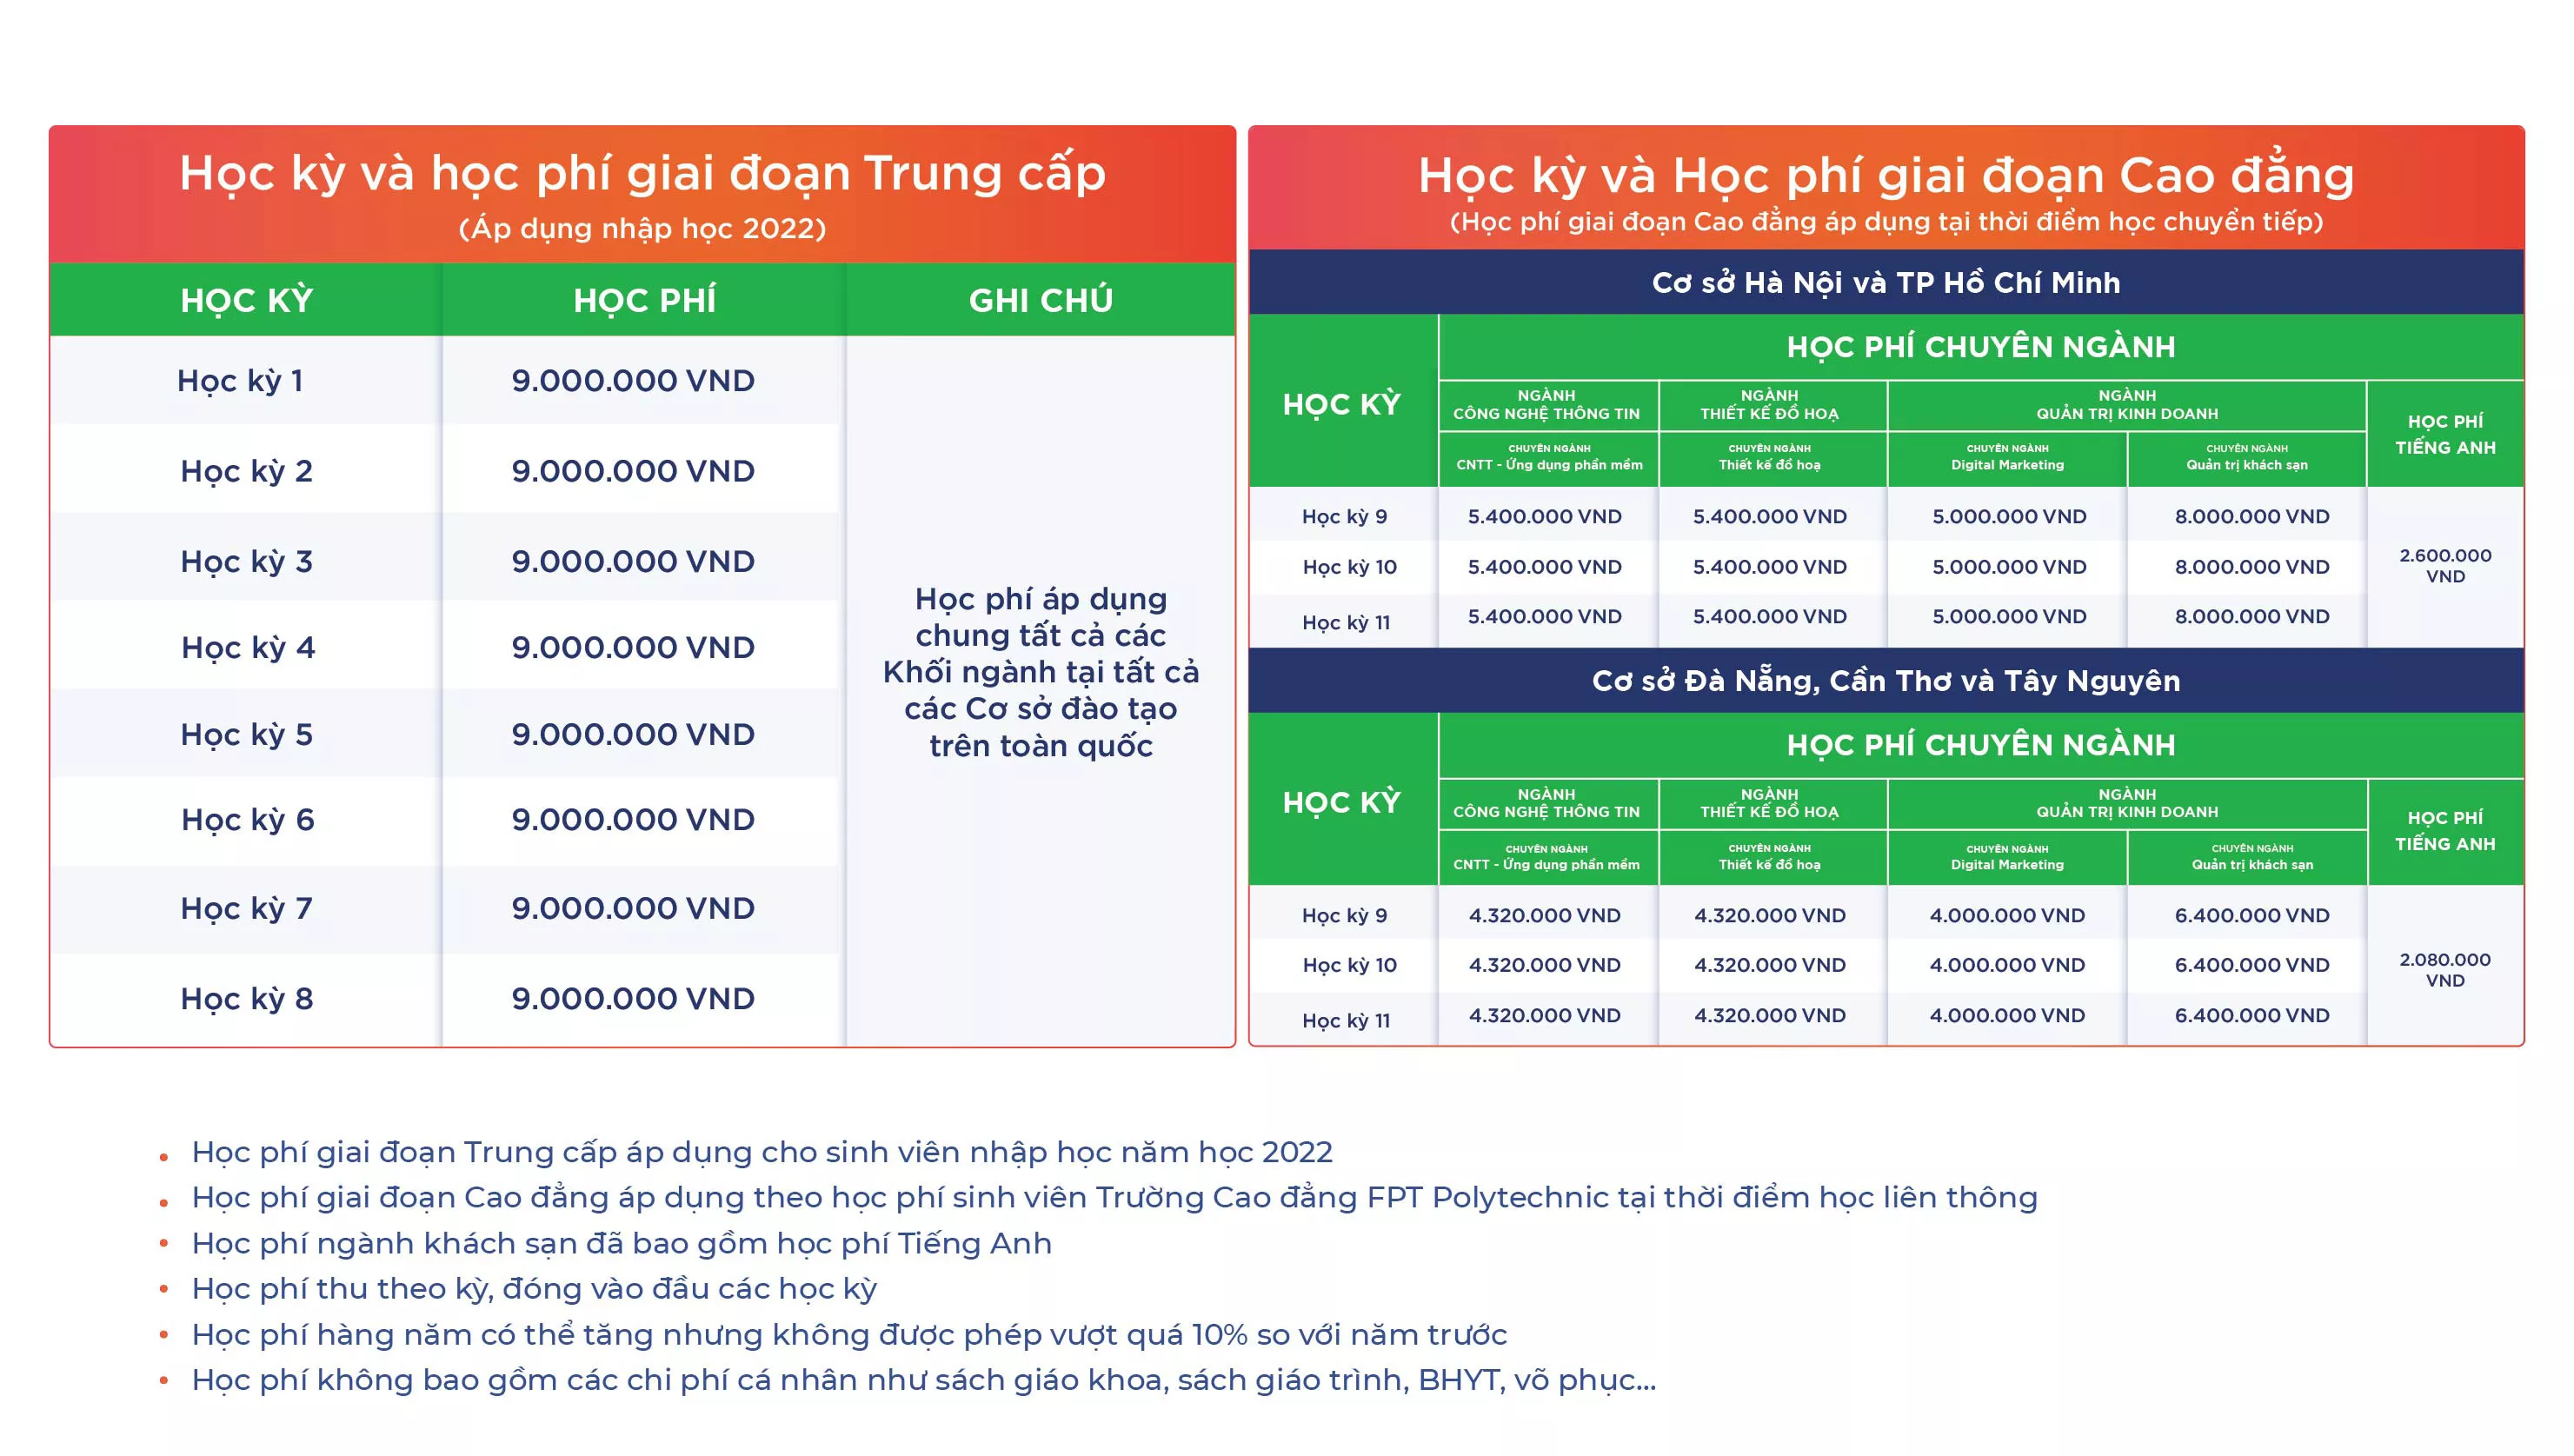 Học kỳ và học phí giai đoạn Trung cấp
(Áp dụng nhập học 2022)
HỌC KỲ HỌC PHÍ GHI CHÚ
Học kỳ 1 9.000.000 VND
Học kỳ 2 9.000.000 VND
Học kỳ 3 9.000.000 VND
Học kỳ 4 9.000.000 VND
Học kỳ 5 9.000.000 VND
Học kỳ 6 9.000.000 VND
Học kỳ 7 9.000.000 VND
Học kỳ 8 9.000.000 VND
Học phí áp dụng
chung tất cả các
Khối ngành tại tất cả
các Cơ sở đào tạo
trên toàn quốc
Học kỳ và Học phí giai đoạn Cao đẳng
(Học phí giai đoạn Cao đẳng áp dụng tại thời điểm học chuyển tiếp)
Cơ sở Hà Nội và TP Hồ Chí Minh
HỌC KỲ
HỌC PHÍ CHUYÊN NGÀNH
NGÀNH
CÔNG NGHỆ THÔNG TIN
NGÀNH
THIẾT KẾ ĐỒ HOẠ
NGÀNH
QUẢN TRỊ KINH DOANH
HỌC PHÍ
TIẾNG ANH
CHUYÊN NGÀNH
CNTT - Ứng dụng phần mềm
CHUYÊN NGÀNH
Thiết kế đồ hoạ
CHUYÊN NGÀNH
Digital Marketing
CHUYÊN NGÀNH
Quản trị khách sạn
Học kỳ 9 5.400.000 VND 5.400.000 VND 5.000.000 VND 8.000.000 VND
Học kỳ 10 5.400.000 VND 5.400.000 VND 5.000.000 VND 8.000.000 VND
Học kỳ 11 5.400.000 VND 5.400.000 VND 5.000.000 VND 8.000.000 VND
2.600.000
VND
Cơ sở Đà Nẵng, Cần Thơ và Tây Nguyên
HỌC KỲ
HỌC PHÍ CHUYÊN NGÀNH
NGÀNH
CÔNG NGHỆ THÔNG TIN
NGÀNH
THIẾT KẾ ĐỒ HOẠ
NGÀNH
QUẢN TRỊ KINH DOANH
HỌC PHÍ
TIẾNG ANH
CHUYÊN NGÀNH
CNTT - Ứng dụng phần mềm
CHUYÊN NGÀNH
Thiết kế đồ hoạ
CHUYÊN NGÀNH
Digital Marketing
CHUYÊN NGÀNH
Quản trị khách sạn
Học kỳ 9 4.320.000 VND 4.320.000 VND 4.000.000 VND 6.400.000 VND
Học kỳ 10 4.320.000 VND 4.320.000 VND 4.000.000 VND 6.400.000 VND
Học kỳ 11 4.320.000 VND 4.320.000 VND 4.000.000 VND 6.400.000 VND
2.080.000
VND
• Học phí giai đoạn Trung cấp áp dụng cho sinh viên nhập học năm học 2022
• Học phí giai đoạn Cao đẳng áp dụng theo học phí sinh viên Trường Cao đẳng FPT Polytechnic tại thời điểm học liên thông
• Học phí ngành khách sạn đã bao gồm học phí Tiếng Anh
• Học phí thu theo kỳ, đóng vào đầu các học kỳ
• Học phí hàng năm có thể tăng nhưng không được phép vượt quá 10% so với năm trước
• Học phí không bao gồm các chi phí cá nhân như sách giáo khoa, sách giáo trình, BHYT, võ phục...